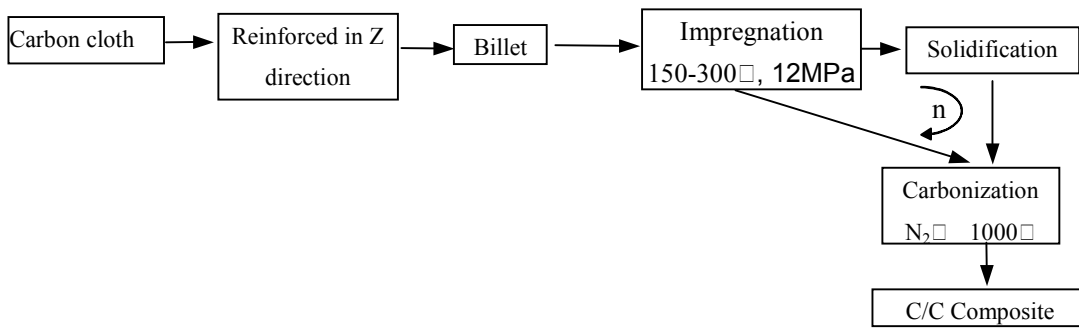 Carbon cloth
Reinforced in Z
direction
Billet
Impregnation
150-300□, 12MPa
Solidification
n
Carbonization
N₂□ 1000□
C/C Composite